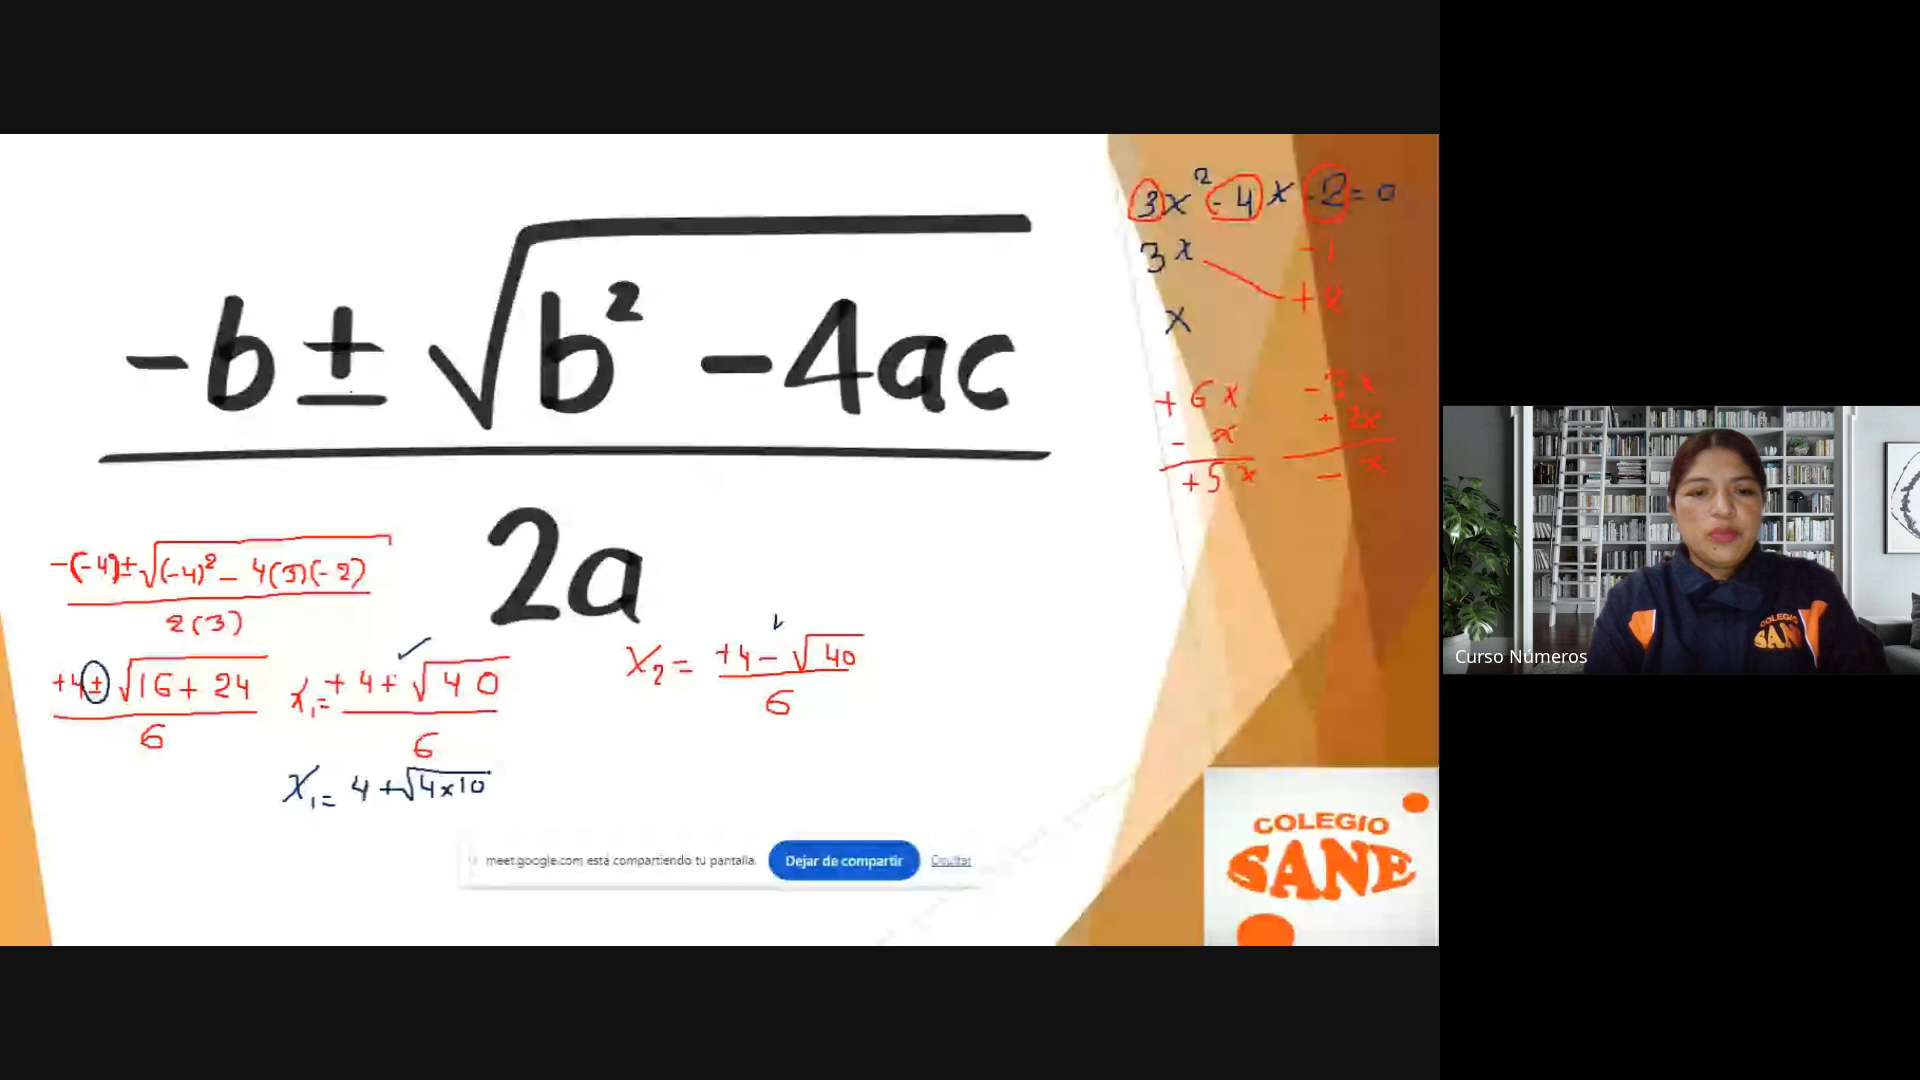 -b ± √b² - 4ac
2a
3x² - 4x - 2 = 0
3x - 1
x + 2
+ 6x - 3x
- x + 2x
+ 5x - x
-(-4) ± √(-4)² - 4(3)(-2)
2(3)
+4 ± √16 + 24
6
x₁ = +4 + √40
6
x₁ = 4 + √4x10
x₂ = +4 - √40
6
meet.google.com está compartiendo tu pantalla.
Dejar de compartir
Ocultar
COLEGIO
SANE
COLEGIO
SANE
Curso Números